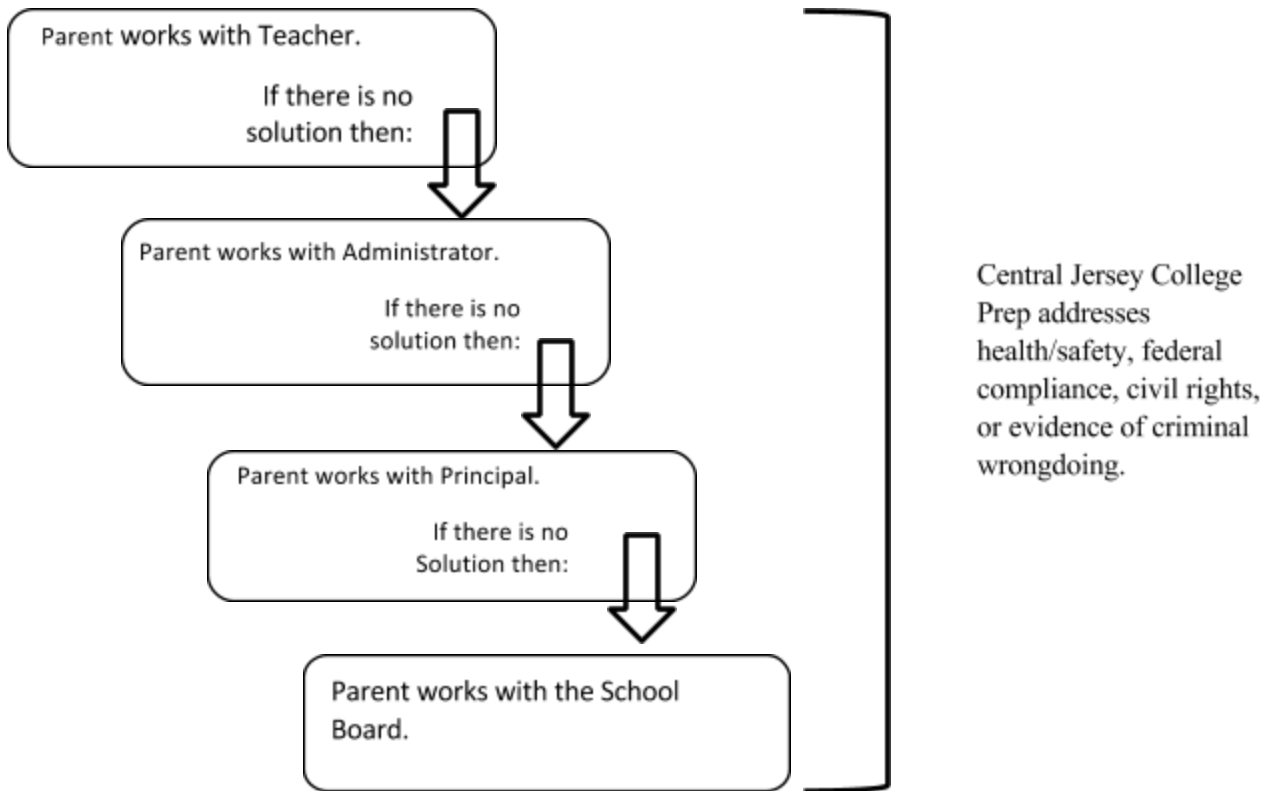 Parent works with Teacher.
If there is no
solution then:
Parent works with Administrator.
If there is no
solution then:
Parent works with Principal.
If there is no
Solution then:
Parent works with the School
Board.
Central Jersey College
Prep addresses
health/safety, federal
compliance, civil rights,
or evidence of criminal
wrongdoing.